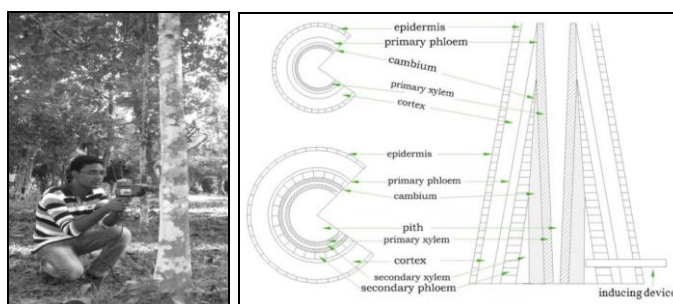 epidermis
primary phloem
cambium
primary xylem
cortex
epidermis
primary phloem
cambium
pith
primary xylem
cortex
secondary xylem
secondary phloem
inducing device